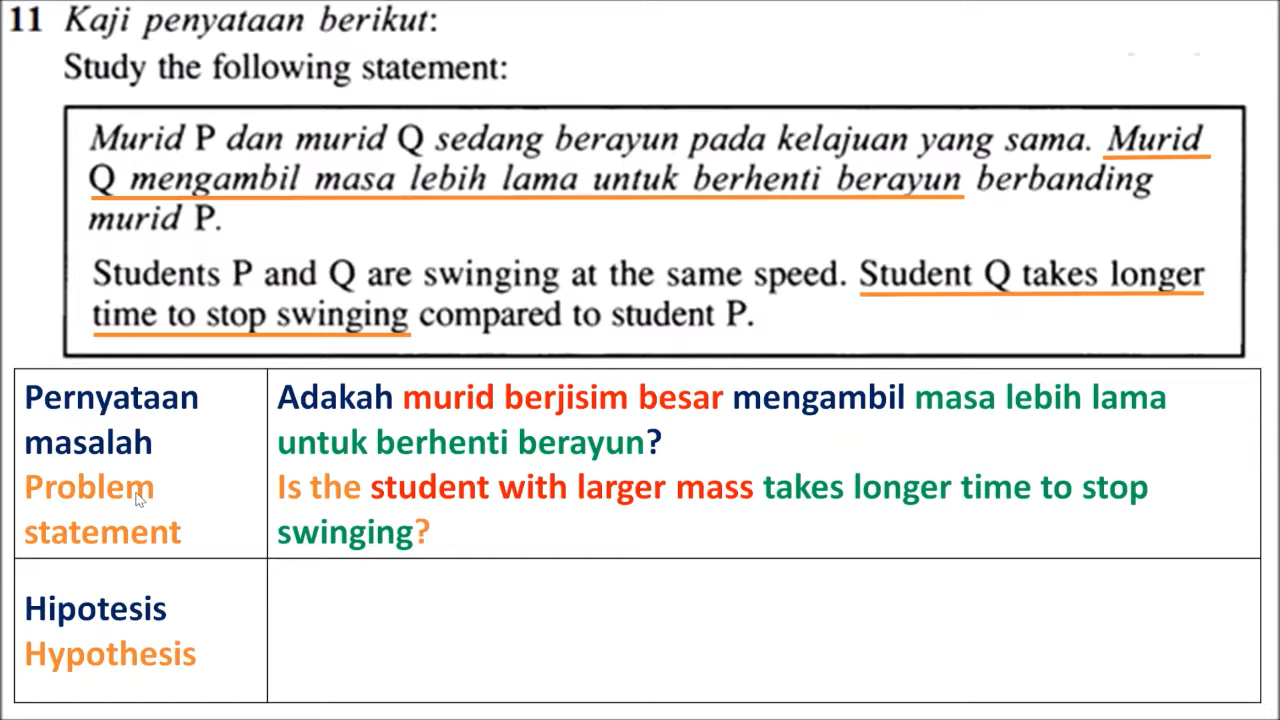 11 Kaji penyataan berikut:
Study the following statement:
Murid P dan murid Q sedang berayun pada kelajuan yang sama. Murid
Q mengambil masa lebih lama untuk berhenti berayun berbanding
murid P.
Students P and Q are swinging at the same speed. Student Q takes longer
time to stop swinging compared to student P.
Pernyataan
masalah
Problem
statement
Adakah murid berjisim besar mengambil masa lebih lama
untuk berhenti berayun?
Is the student with larger mass takes longer time to stop
swinging?
Hipotesis
Hypothesis